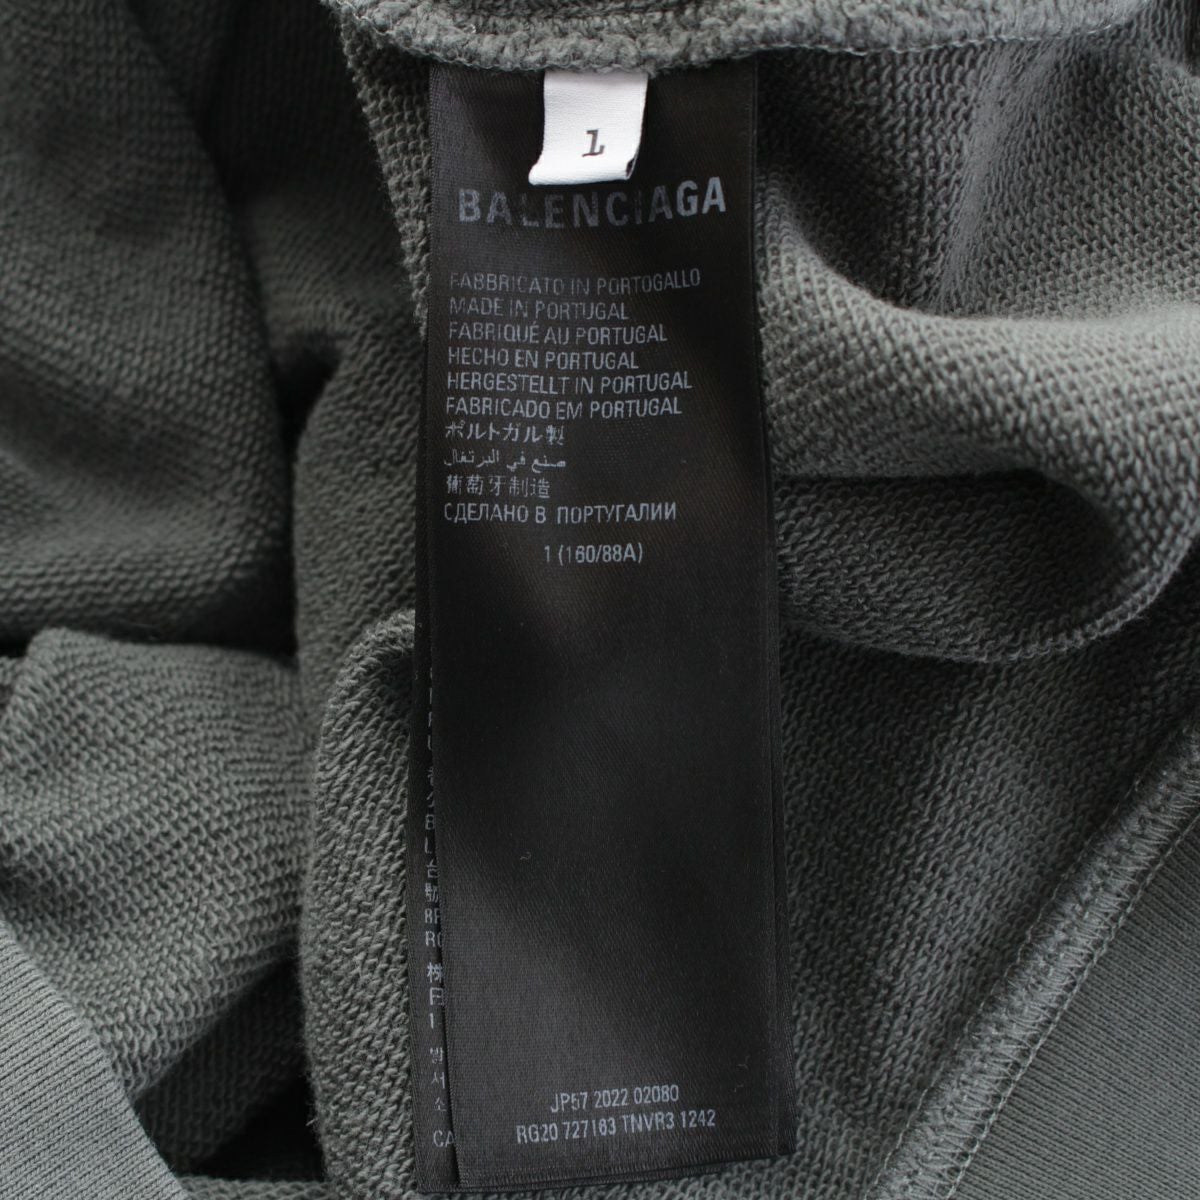 1
BALENCIAGA
FABBRICATO IN PORTOGALLO
MADE IN PORTUGAL
FABRIQUÉ AU PORTUGAL
HECHO EN PORTUGAL
HERGESTELLT IN PORTUGAL
FABRICADO EM PORTUGAL
ポルトガル製
صنع في البرتغال
葡萄牙制造
СДЕЛАНО В ПОРТУГАЛИИ
1 (160/88A)
JP57 2022 02080
RG20 727163 TNVR3 1242